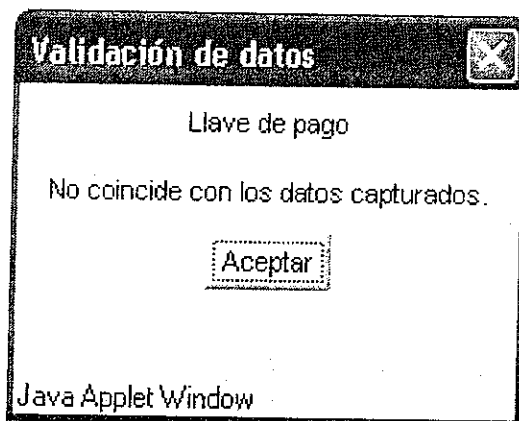 Validación de datos
Llave de pago
No coincide con los datos capturados.
Aceptar
Java Applet Window